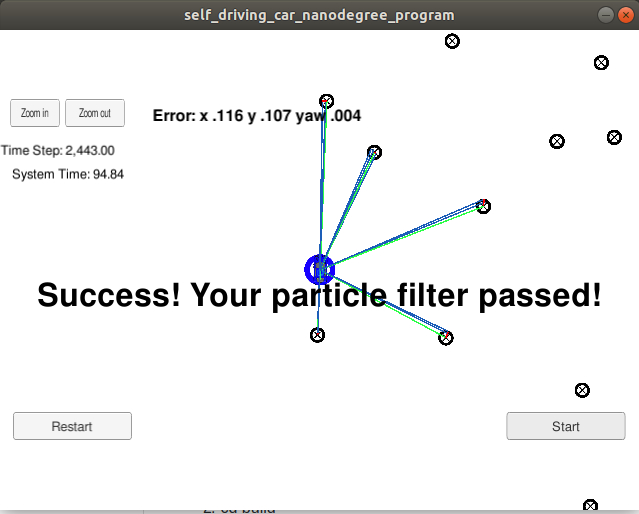 self_driving_car_nanodegree_program
Zoom in
Zoom out
Error: x .116 y .107 yaw .004
Time Step: 2,443.00
System Time: 94.84
Success! Your particle filter passed!
Restart
Start
2. cd build